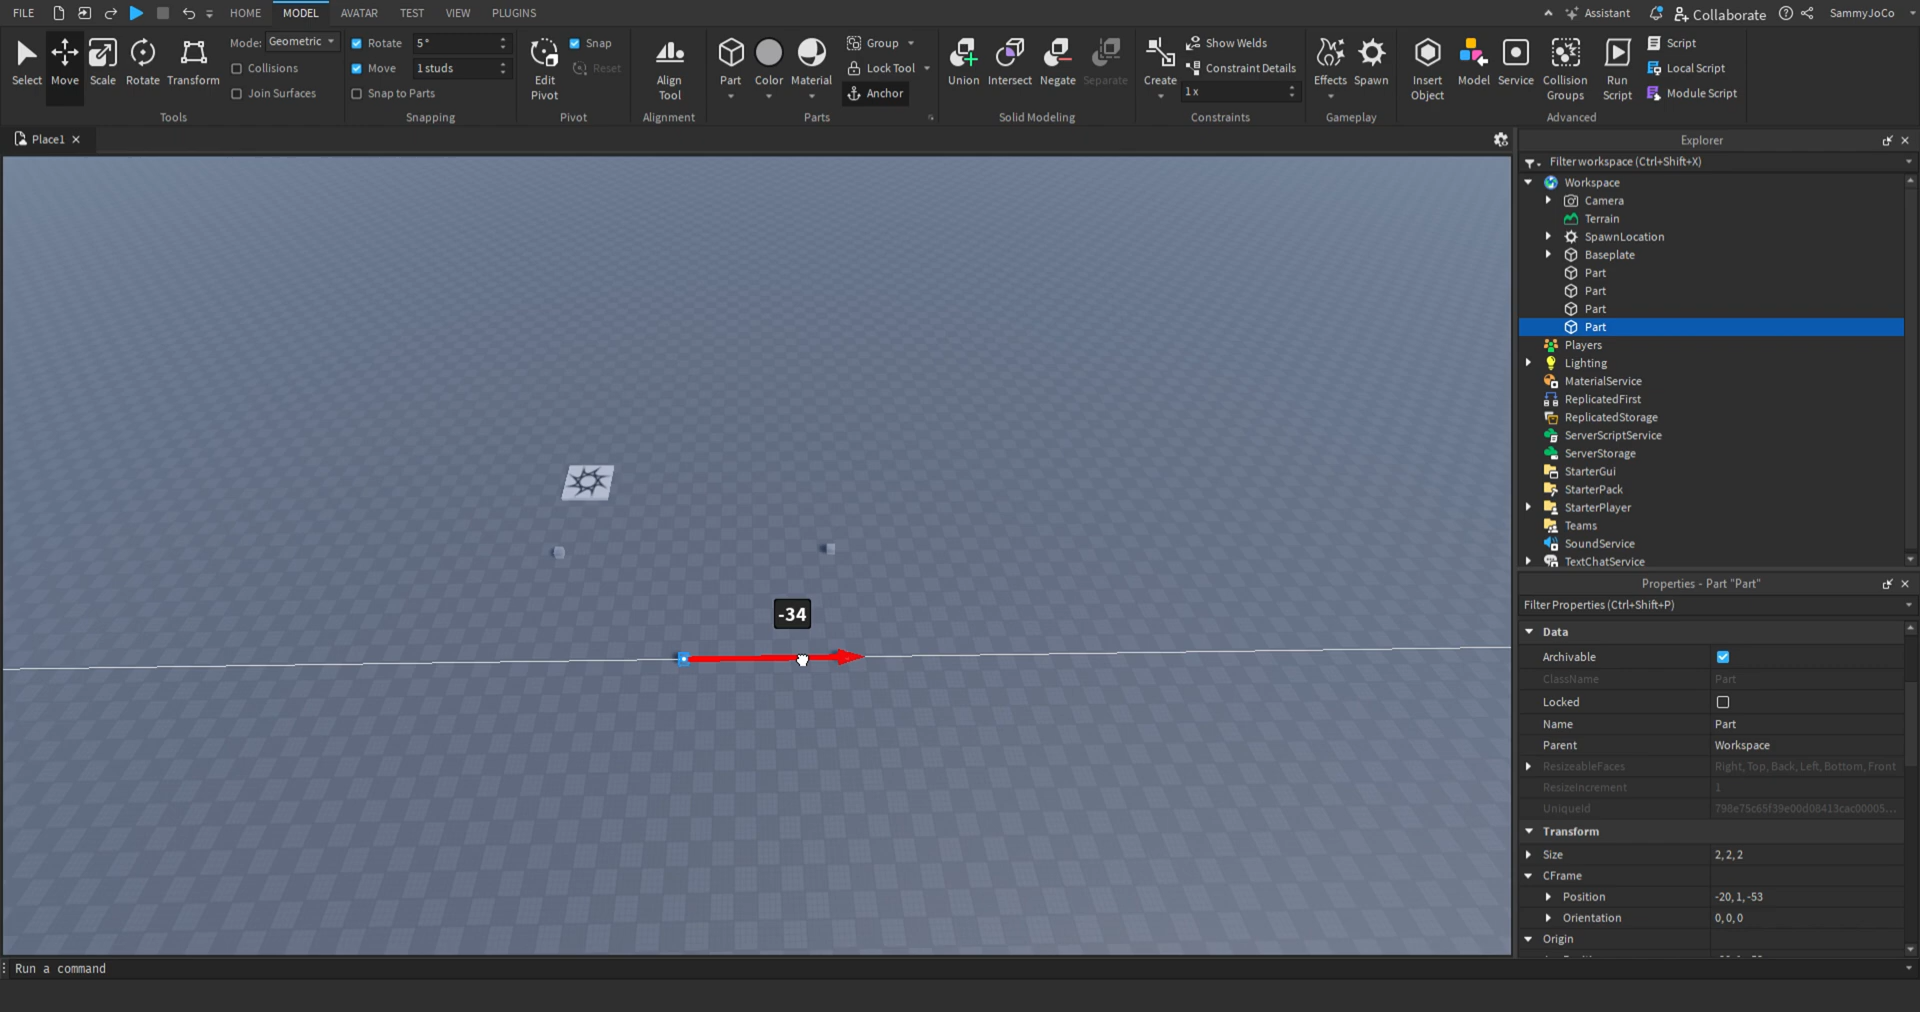 FILE HOME MODEL AVATAR TEST VIEW PLUGINS Assistant Collaborate SammyJoCo
Select Move Scale Rotate Transform
Mode: Geometric
Collisions
Join Surfaces
Tools
Rotate 5°
Move 1 studs
Snap to Parts
Snapping
Edit Pivot
Snap
Reset
Pivot
Align Tool
Alignment
Part Color Material
Group
Lock Tool
Anchor
Parts
Union Intersect Negate Separate
Solid Modeling
Create
Show Welds
Constraint Details
1 x
Constraints
Effects Spawn
Gameplay
Insert Object
Model
Service
Collision Groups
Run Script
Script
Local Script
Module Script
Advanced
Place1
-34
Explorer
Filter workspace (Ctrl+Shift+X)
Workspace
Camera
Terrain
SpawnLocation
Baseplate
Part
Part
Part
Part
Players
Lighting
MaterialService
ReplicatedFirst
ReplicatedStorage
ServerScriptService
ServerStorage
StarterGui
StarterPack
StarterPlayer
Teams
SoundService
TextChatService
Properties - Part "Part"
Filter Properties (Ctrl+Shift+P)
Data
Archivable
ClassName Part
Locked
Name Part
Parent Workspace
ResizeableFaces Right, Top, Back, Left, Bottom, Front
ResizeIncrement 1
UniqueId 798e75c65f39e00d08413cac00005...
Transform
Size 2, 2, 2
CFrame
Position -20, 1, -53
Orientation 0, 0, 0
Origin
Run a command